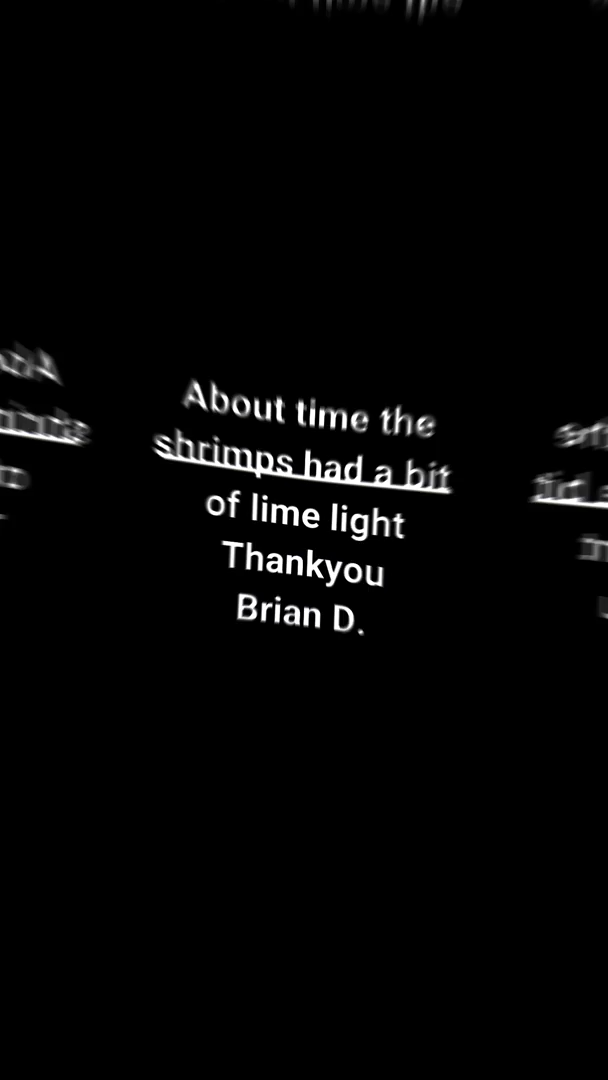 About time the
shrimps had a bit
of lime light
Thankyou
Brian D.